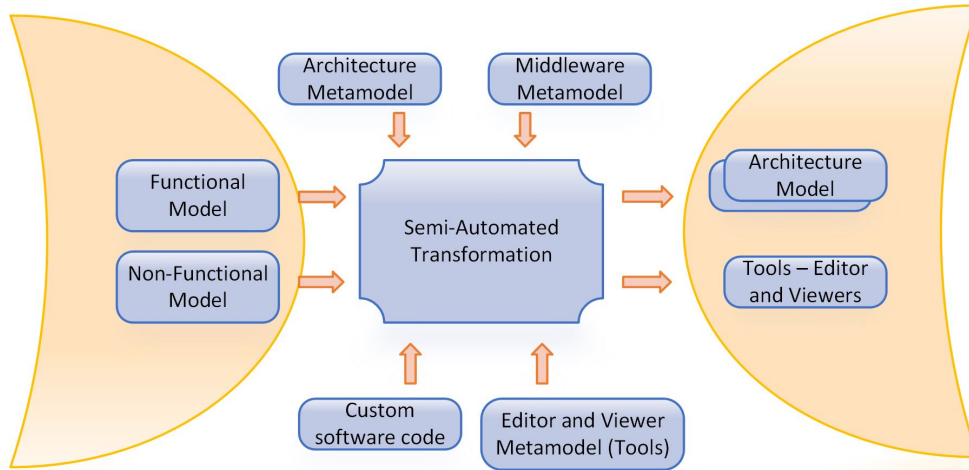 Architecture
Metamodel
Middleware
Metamodel
Functional
Model
Non-Functional
Model
Semi-Automated
Transformation
Architecture
Model
Tools – Editor
and Viewers
Custom
software code
Editor and Viewer
Metamodel (Tools)